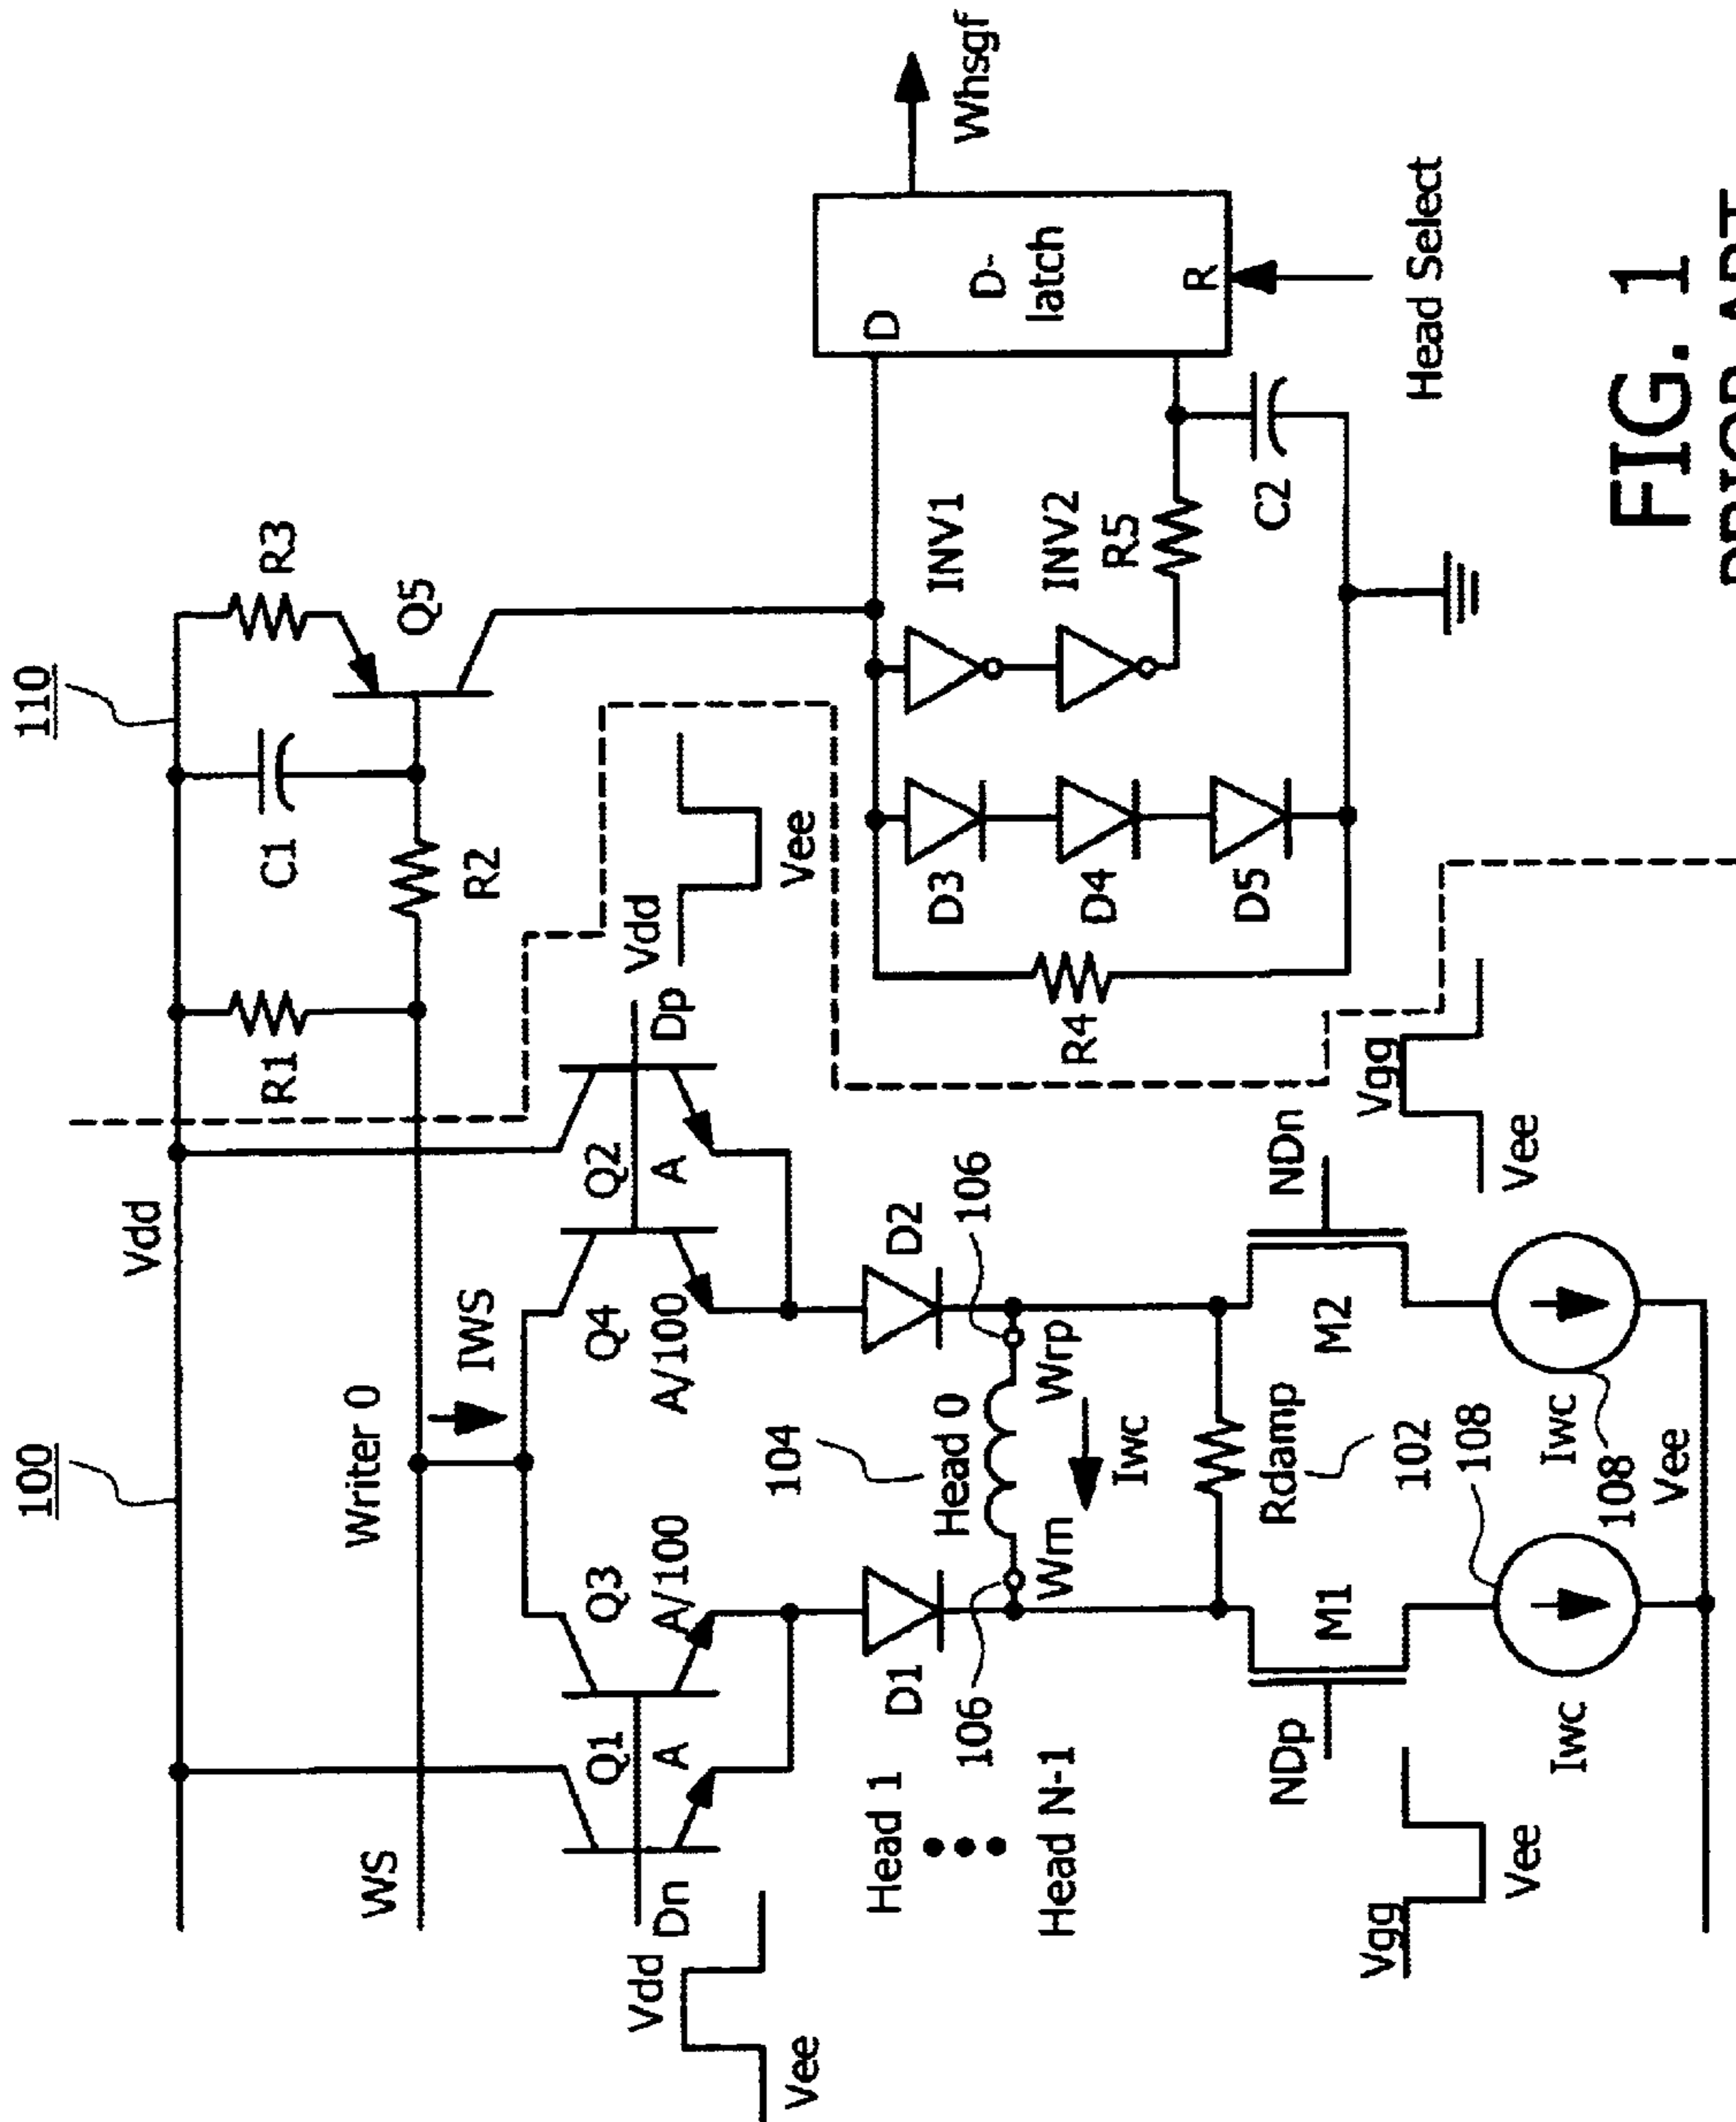 100
110
Vdd
WS
Writer 0
IWS
R1
C1
R2
R3
Q5
Vdd
Vee
Dn
Q1
A
Q3
A/100
Q4
A/100
Q2
A
Dp
Vdd
Vee
Head 1
Head N-1
D1
D2
106
106
104
Head 0
Wrn
Wrp
Iwc
Rdamp
102
NDp
Vgg
Vee
M1
M2
NDn
Vgg
Vee
Iwc
108
Iwc
108
Vee
R4
D3
D4
D5
INV1
INV2
R5
C2
D
D-
latch
R
Whsgf
Head Select
FIG. 1
PRIOR ART